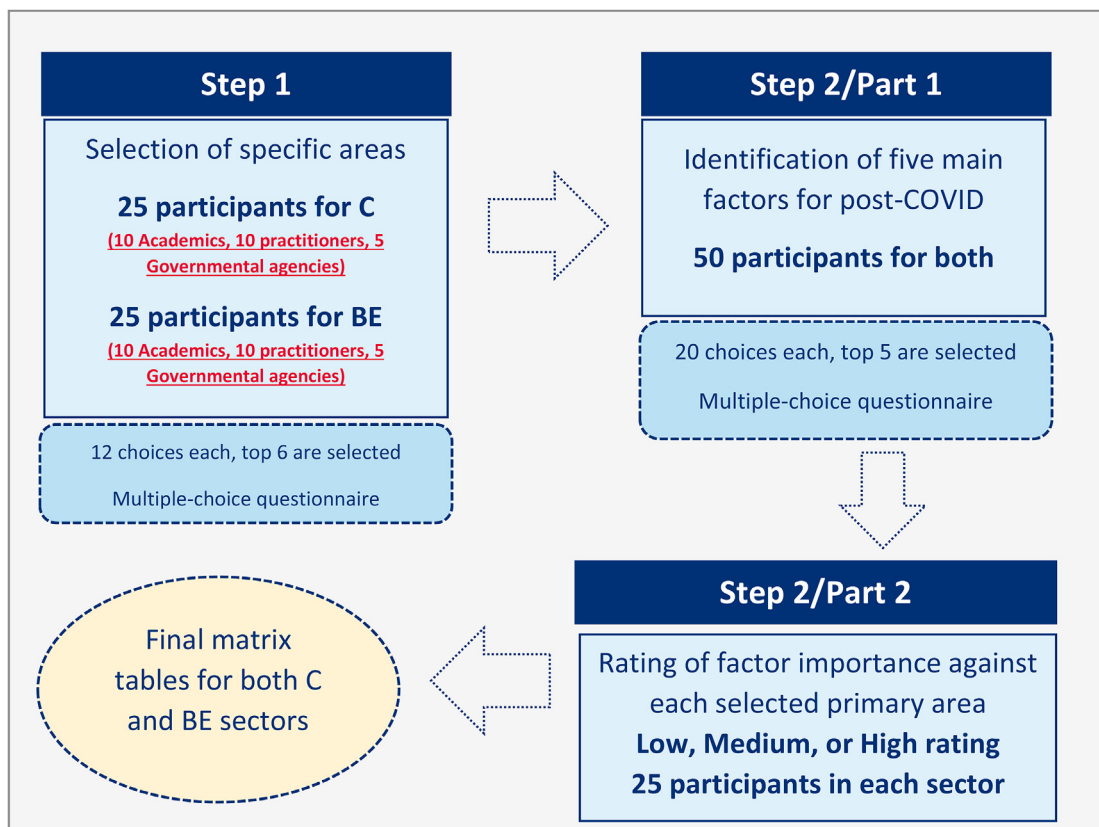 Step 1
Selection of specific areas
25 participants for C
(10 Academics, 10 practitioners, 5
Governmental agencies)
25 participants for BE
(10 Academics, 10 practitioners, 5
Governmental agencies)
12 choices each, top 6 are selected
Multiple-choice questionnaire
Step 2/Part 1
Identification of five main
factors for post-COVID
50 participants for both
20 choices each, top 5 are selected
Multiple-choice questionnaire
Step 2/Part 2
Rating of factor importance against
each selected primary area
Low, Medium, or High rating
25 participants in each sector
Final matrix
tables for both C
and BE sectors